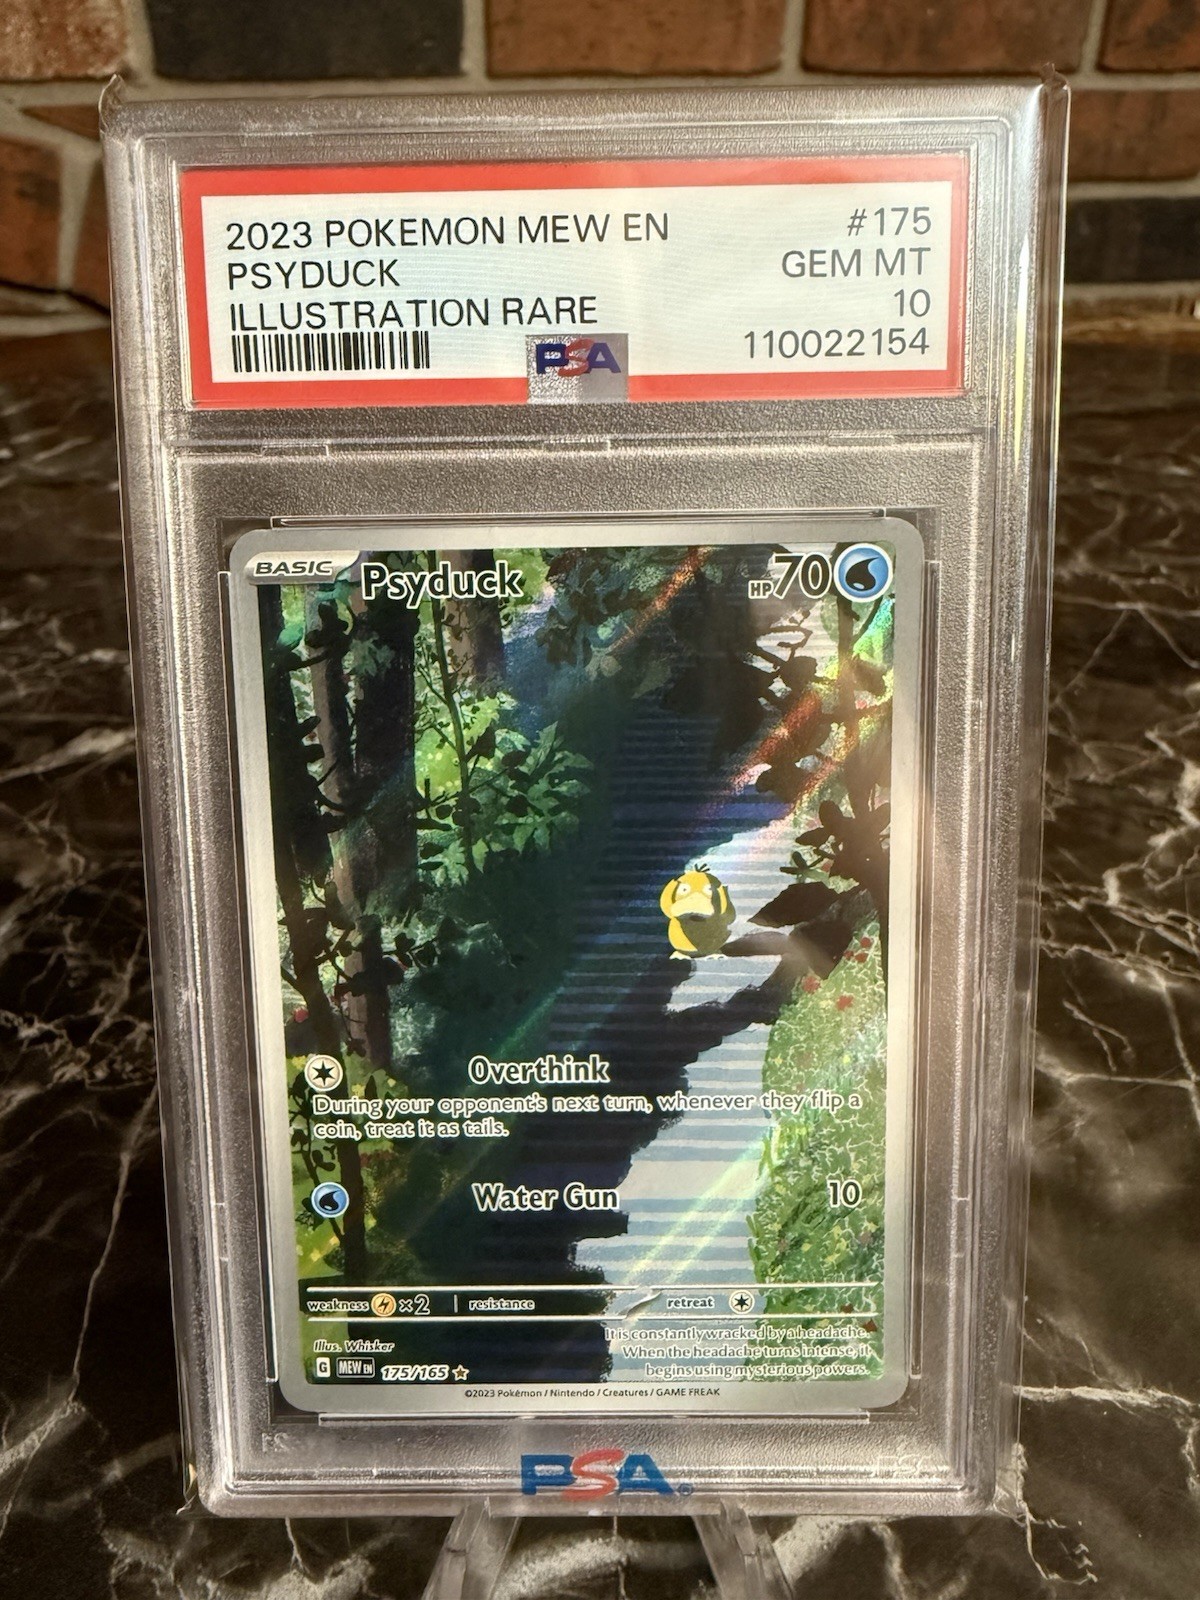 2023 POKEMON MEW EN #175
PSYDUCK GEM MT
ILLUSTRATION RARE 10
110022154
PSA
BASIC Psyduck HP70
Overthink
During your opponent's next turn, whenever they flip a
coin, treat it as tails.
Water Gun 10
weakness ×2 resistance retreat
It is constantly wracked by a headache.
When the headache turns intense, it
begins using mysterious powers.
Illus. Whisker
G MEW EN 175/165
©2023 Pokémon / Nintendo / Creatures / GAME FREAK
PSA®